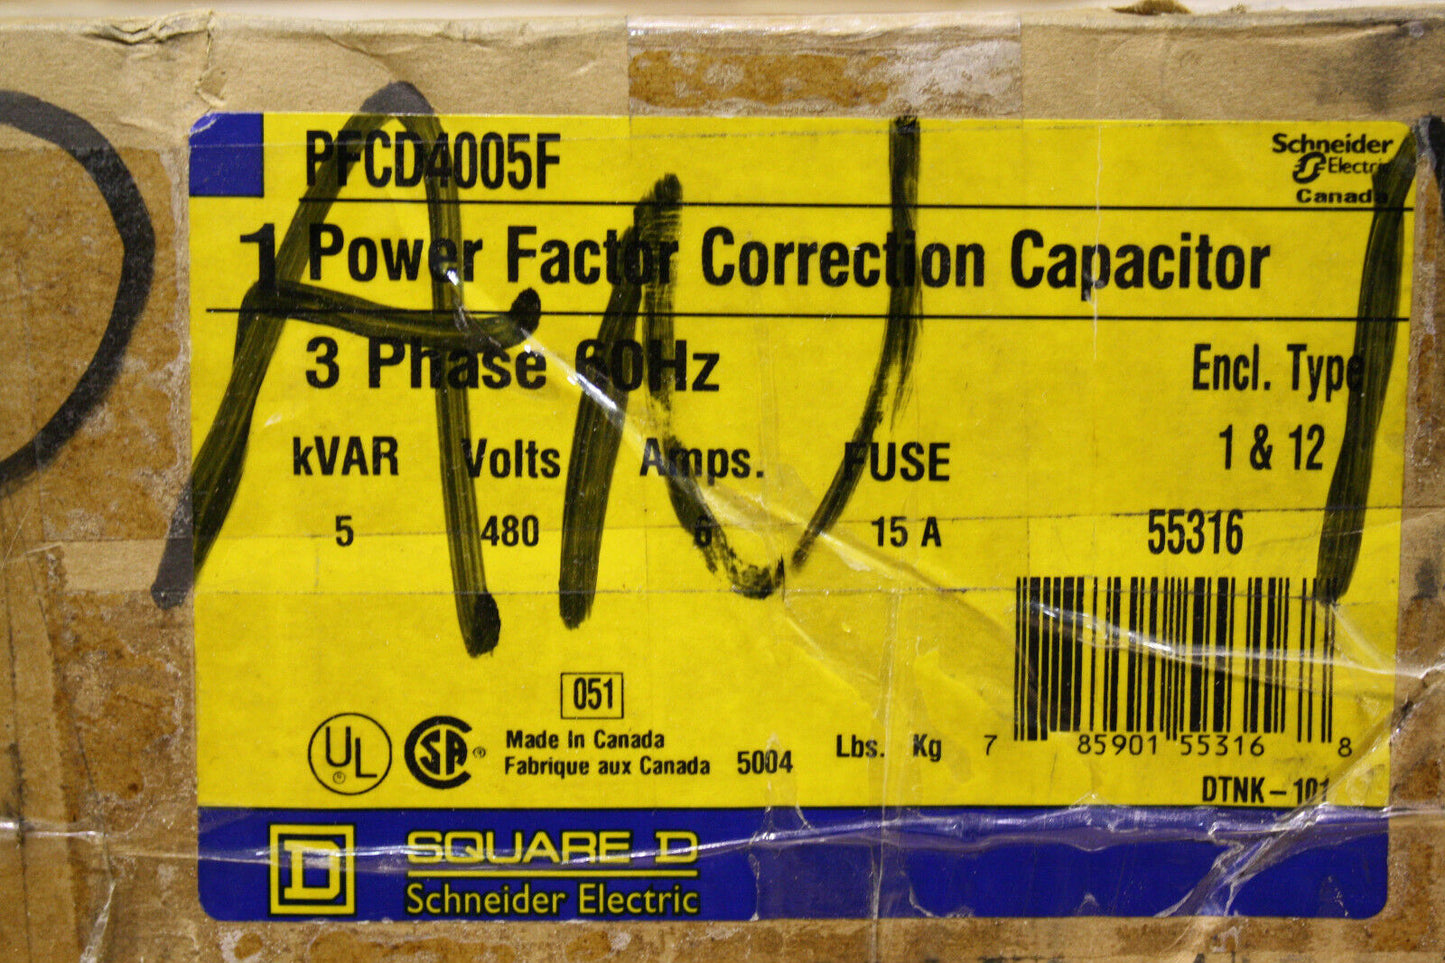 PFCD4005F
Schneider
Electric
Canada
1 Power Factor Correction Capacitor
3 Phase 60Hz
Encl. Type
1 & 12
kVAR Volts Amps. FUSE
5 480 6 15 A
55316
051
UL
SA ®
Made In Canada
Fabrique aux Canada
5004
Lbs. Kg
7 85901 55316 8
DTNK-101
D
SQUARE D
Schneider Electric